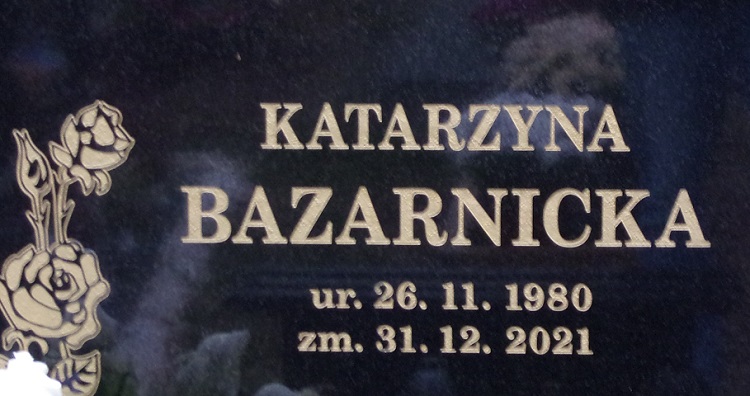 KATARZYNA
BAZARNICKA
ur. 26. 11. 1980
zm. 31. 12. 2021